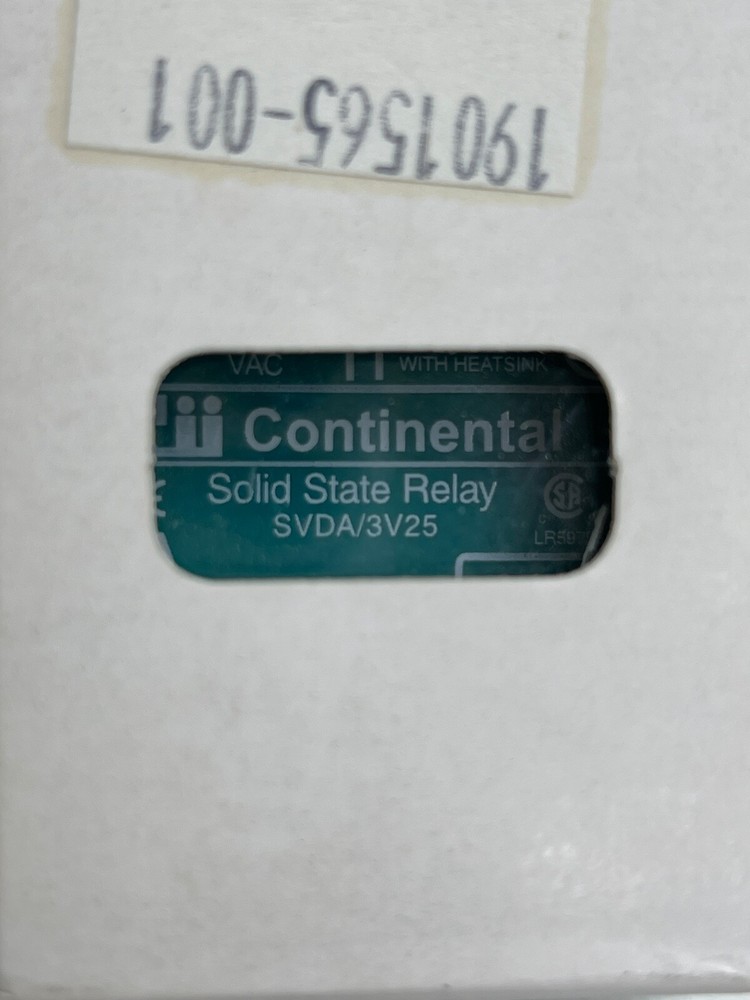 1901565-001
VAC WITH HEATSINK
Continental
Solid State Relay
SVDA/3V25